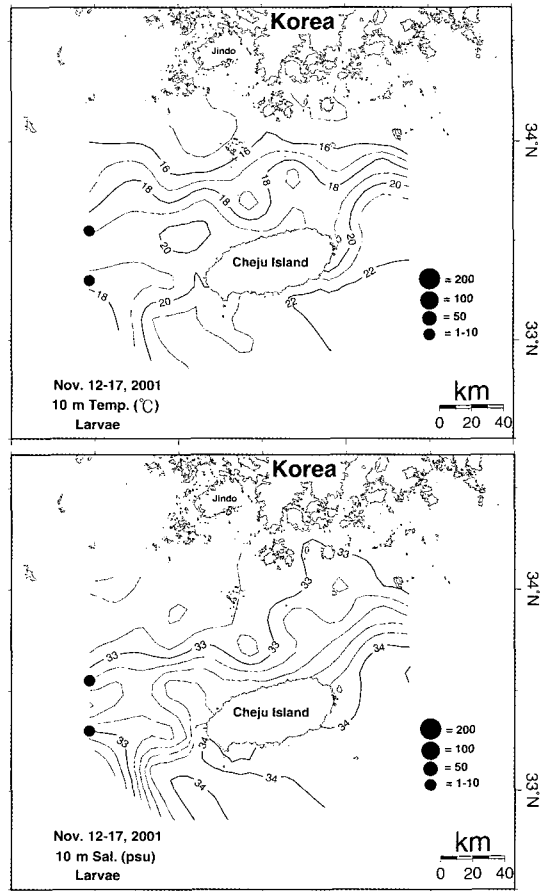 Korea
Jindo
34°N
16
16
16
18
18
18
20
20
Cheju Island
22
22
20
18
= 200
= 100
= 50
= 1-10
33°N
Nov. 12-17, 2001
10 m Temp. (℃)
Larvae
km
0 20 40
Korea
Jindo
33
33
34°N
33
33
34
Cheju Island
34
34
33
34
34
= 200
= 100
= 50
= 1-10
33°N
Nov. 12-17, 2001
10 m Sal. (psu)
Larvae
km
0 20 40